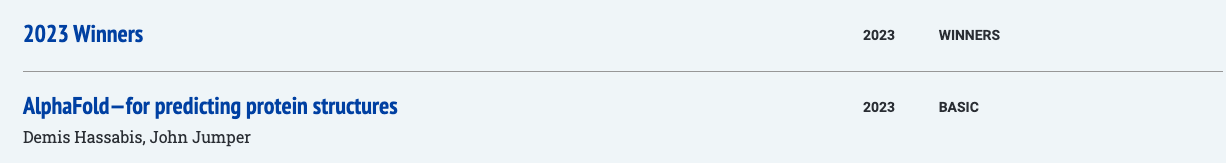 2023 Winners 2023 WINNERS
AlphaFold—for predicting protein structures 2023 BASIC
Demis Hassabis, John Jumper